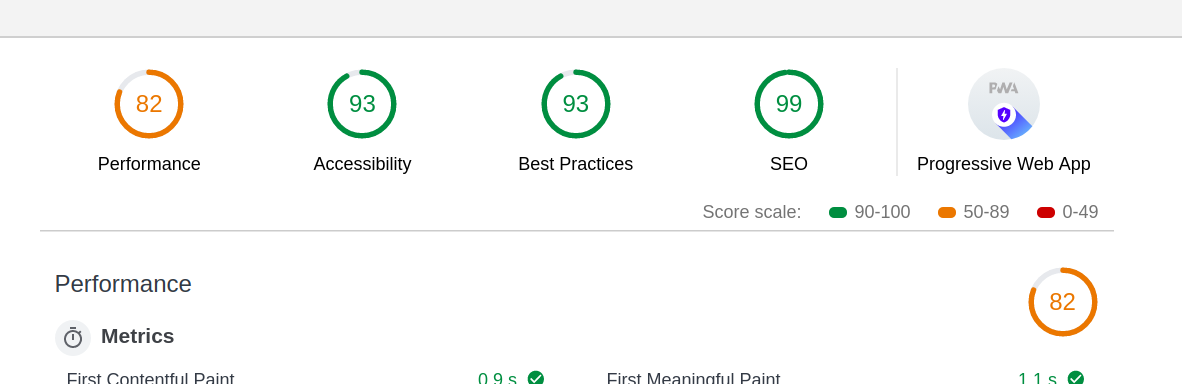 82
93
93
99
PWA
Performance
Accessibility
Best Practices
SEO
Progressive Web App
Score scale: 90-100 50-89 0-49
Performance
82
Metrics
First Contentful Paint 0.9 s First Meaningful Paint 1.1 s